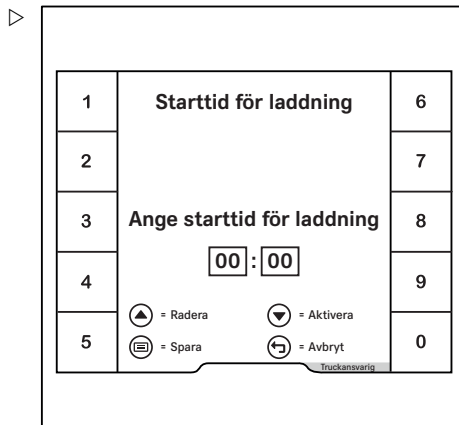 1
2
3
4
5
Starttid för laddning
Ange starttid för laddning
00 : 00
= Radera = Aktivera
= Spara = Avbryt
Truckansvarig
6
7
8
9
0